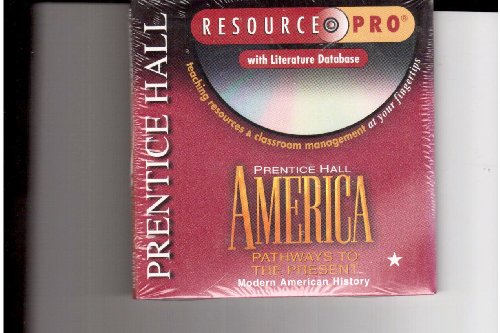 RESOURCE PRO®
with Literature Database
teaching resources & classroom management at your fingertips
PRENTICE HALL
PRENTICE HALL
AMERICA
PATHWAYS TO
THE PRESENT
Modern American History